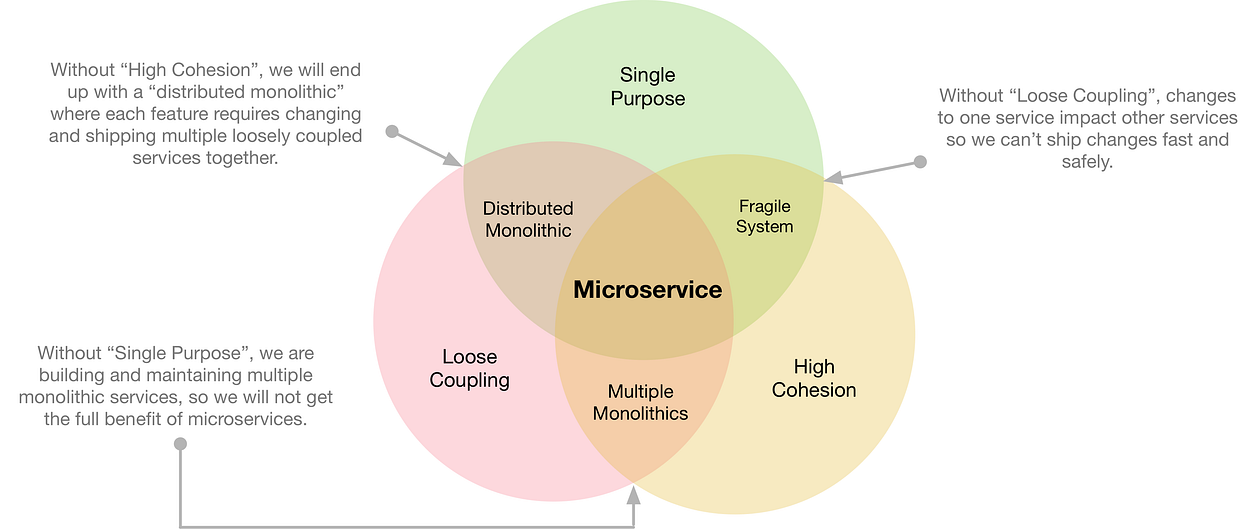 Without “High Cohesion”, we will end
up with a “distributed monolithic”
where each feature requires changing
and shipping multiple loosely coupled
services together.
Single
Purpose
Without “Loose Coupling”, changes
to one service impact other services
so we can’t ship changes fast and
safely.
Distributed
Monolithic
Fragile
System
Microservice
Without “Single Purpose”, we are
building and maintaining multiple
monolithic services, so we will not get
the full benefit of microservices.
Loose
Coupling
Multiple
Monolithics
High
Cohesion